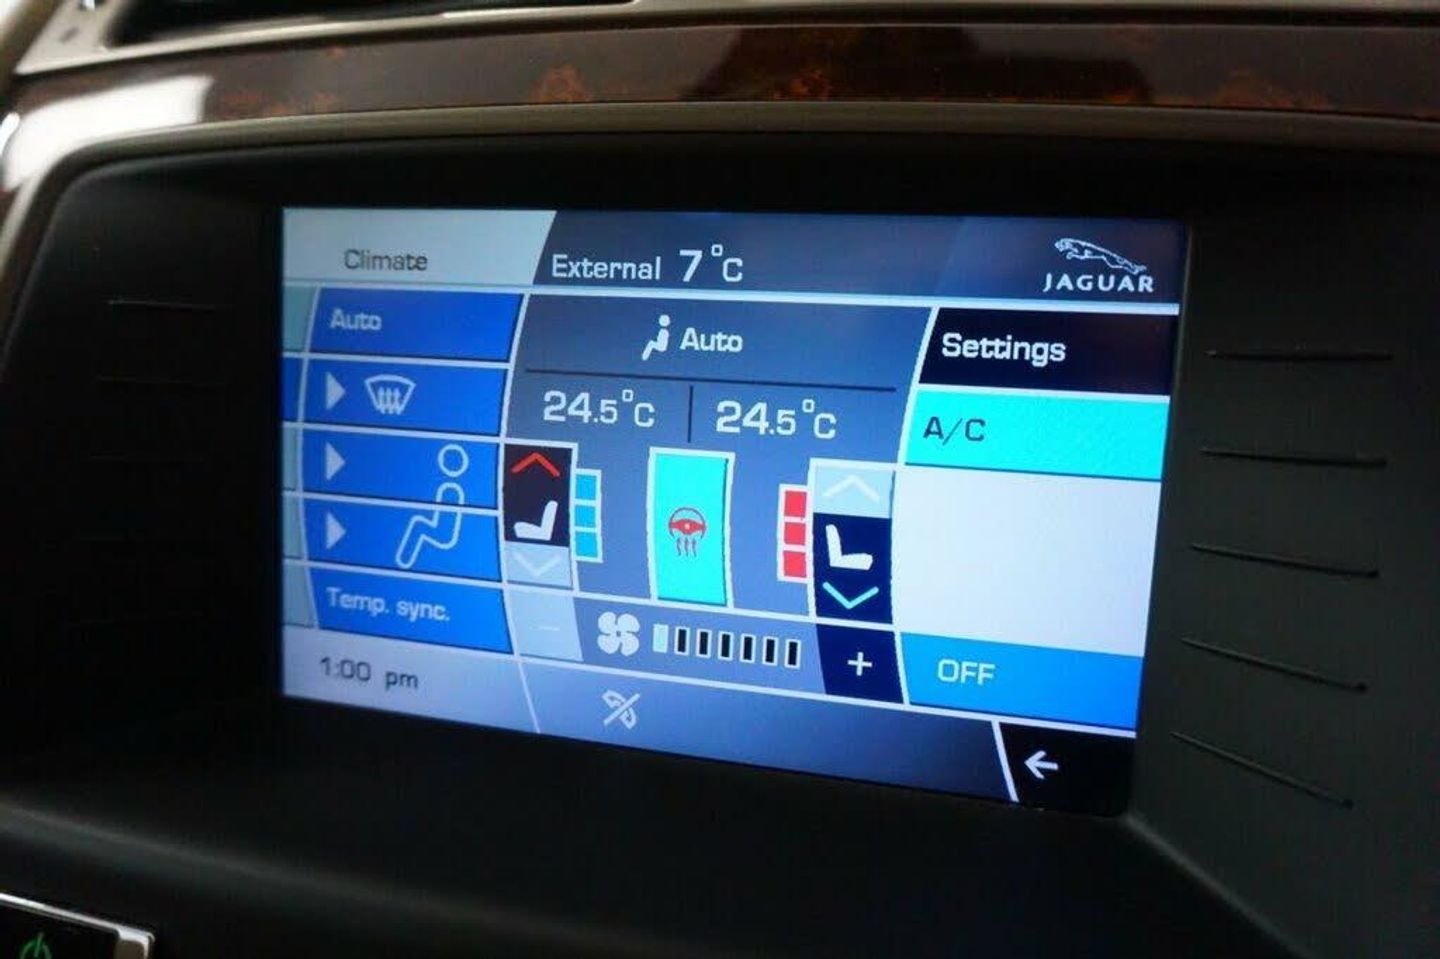 Climate
External 7°C
JAGUAR
Auto
Auto
Settings
24.5°C
24.5°C
A/C
Temp. sync.
OFF
1:00 pm